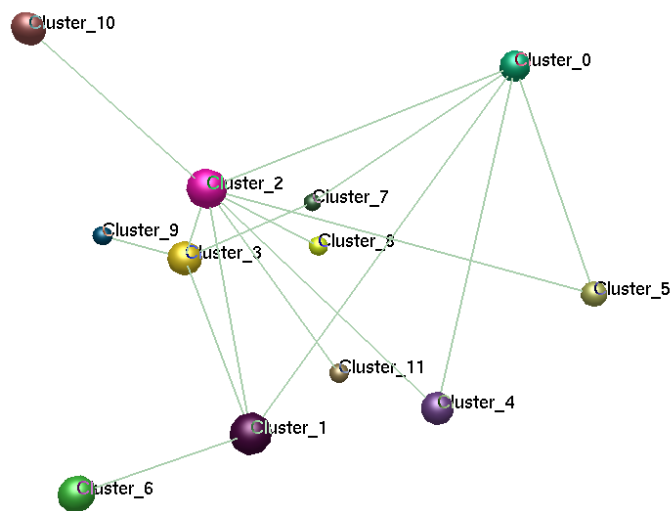 Cluster_10
Cluster_0
Cluster_2
Cluster_7
Cluster_9
Cluster_3
Cluster_8
Cluster_5
Cluster_11
Cluster_4
Cluster_1
Cluster_6